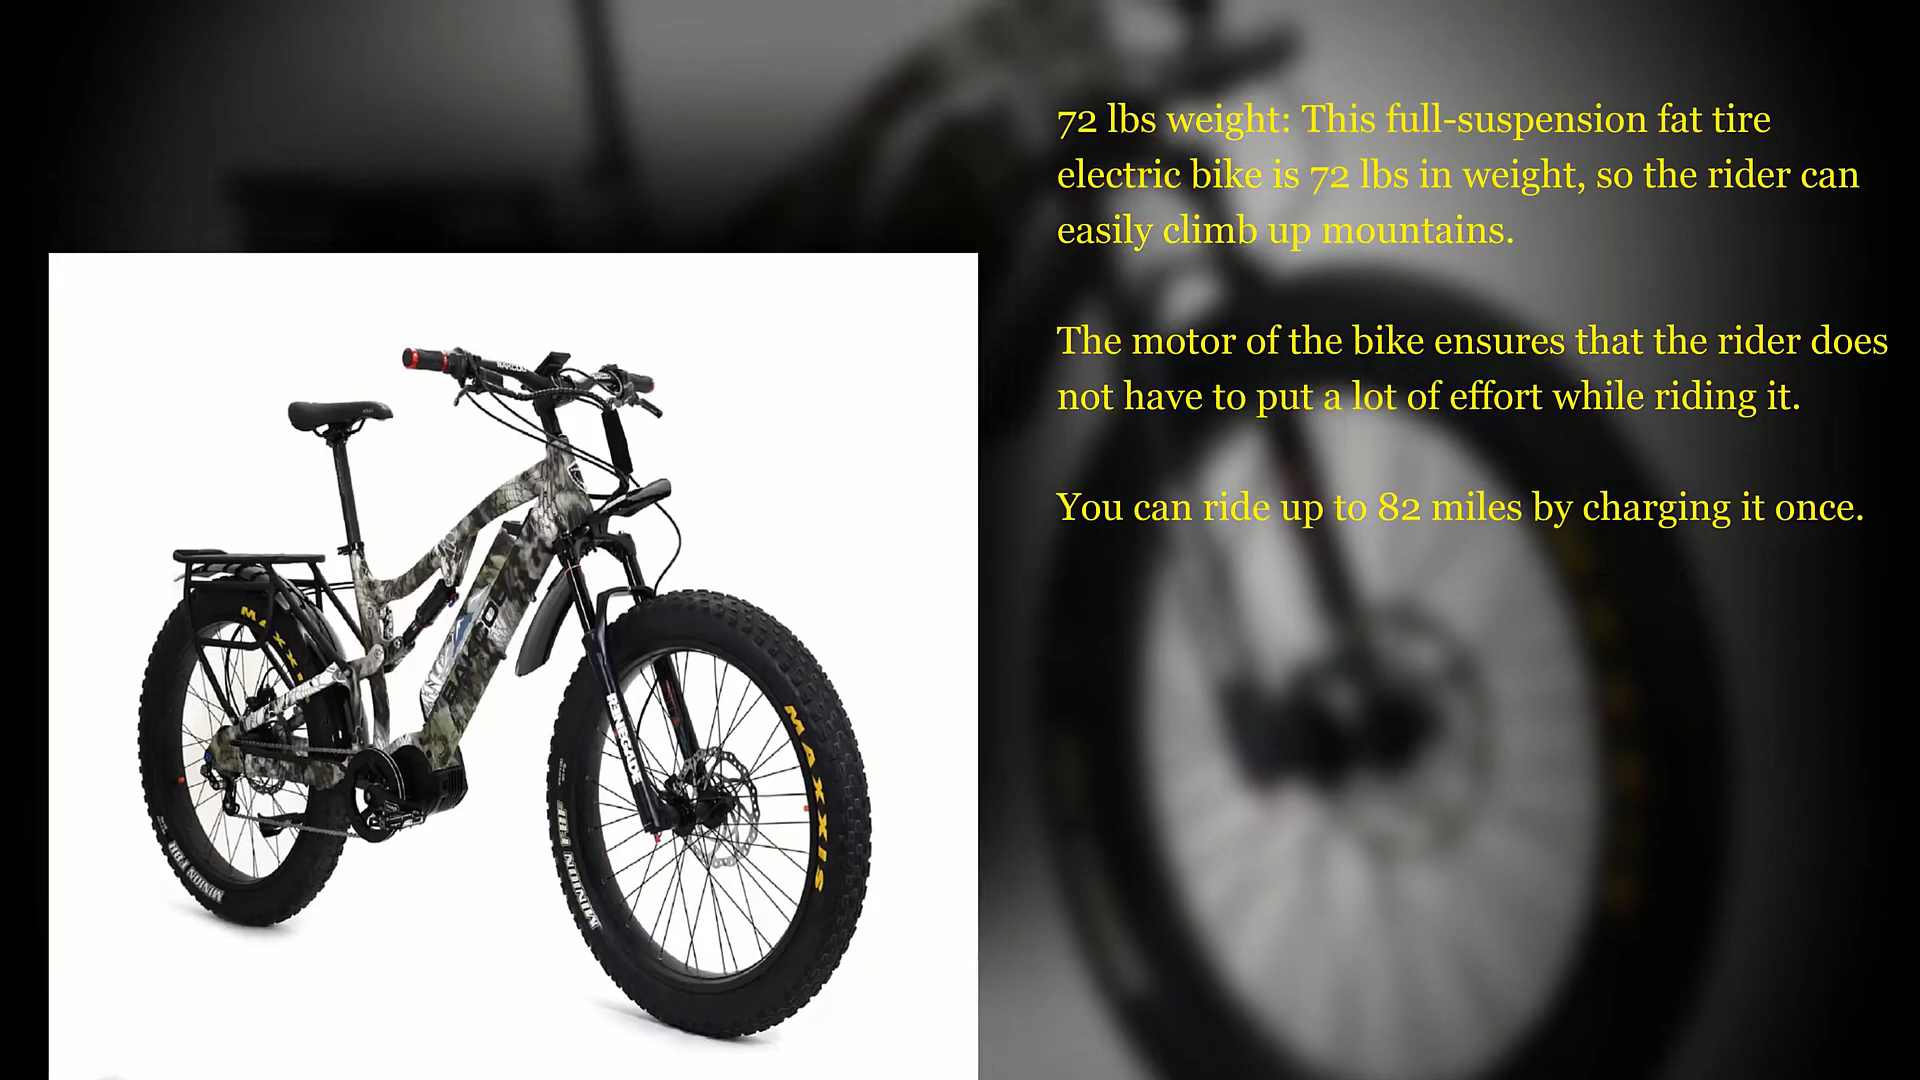 72 lbs weight: This full-suspension fat tire
electric bike is 72 lbs in weight, so the rider can
easily climb up mountains.
The motor of the bike ensures that the rider does
not have to put a lot of effort while riding it.
You can ride up to 82 miles by charging it once.
BAKCOU
RENEGADE
MAXXIS
MINION FBF
MAXXIS
MINION FBR